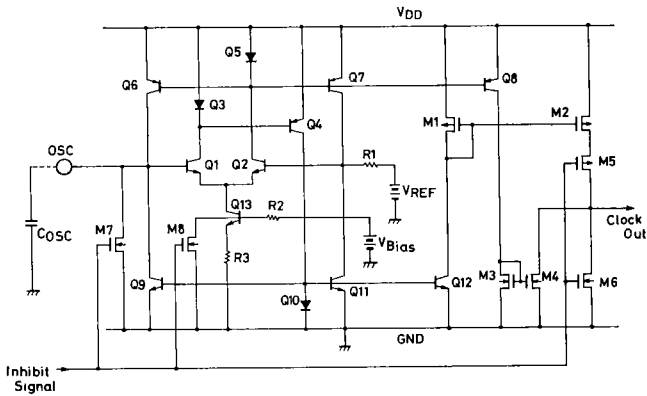 VDD
Q5
Q6
Q7
Q8
Q3
M1
M2
Q4
OSC
Q1
Q2
R1
M5
VREF
Q13
R2
COSC
M7
M8
VBias
Clock Out
R3
Q9
Q10
Q11
Q12
M3
M4
M6
GND
Inhibit
Signal